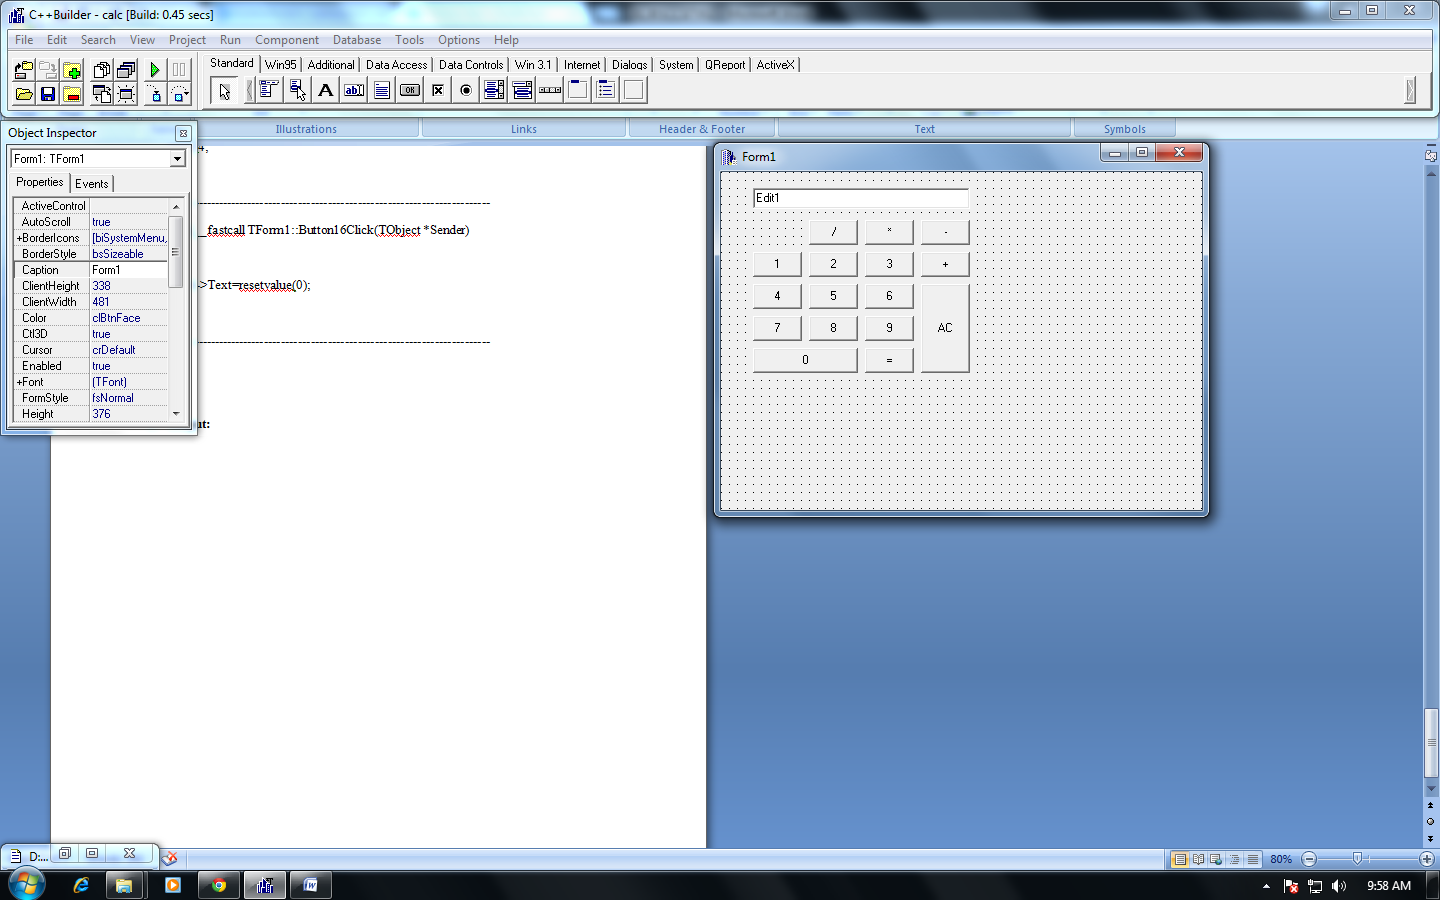 C++Builder - calc [Build: 0.45 secs]
File Edit Search View Project Run Component Database Tools Options Help
Standard Win95 Additional Data Access Data Controls Win 3.1 Internet Dialogs System QReport ActiveX
A ab OK
Illustrations Links Header & Footer Text Symbols
Object Inspector
Form1: TForm1
Properties Events
ActiveControl
AutoScroll true
+BorderIcons [biSystemMenu,
BorderStyle bsSizeable
Caption Form1
ClientHeight 338
ClientWidth 481
Color clBtnFace
Ctl3D true
Cursor crDefault
Enabled true
+Font (TFont)
FormStyle fsNormal
Height 376
__fastcall TForm1::Button16Click(TObject *Sender)
->Text=resetvalue(0);
ut:
Form1
Edit1
/ * -
1 2 3 +
4 5 6
7 8 9 AC
0 =
D:...
80%
9:58 AM